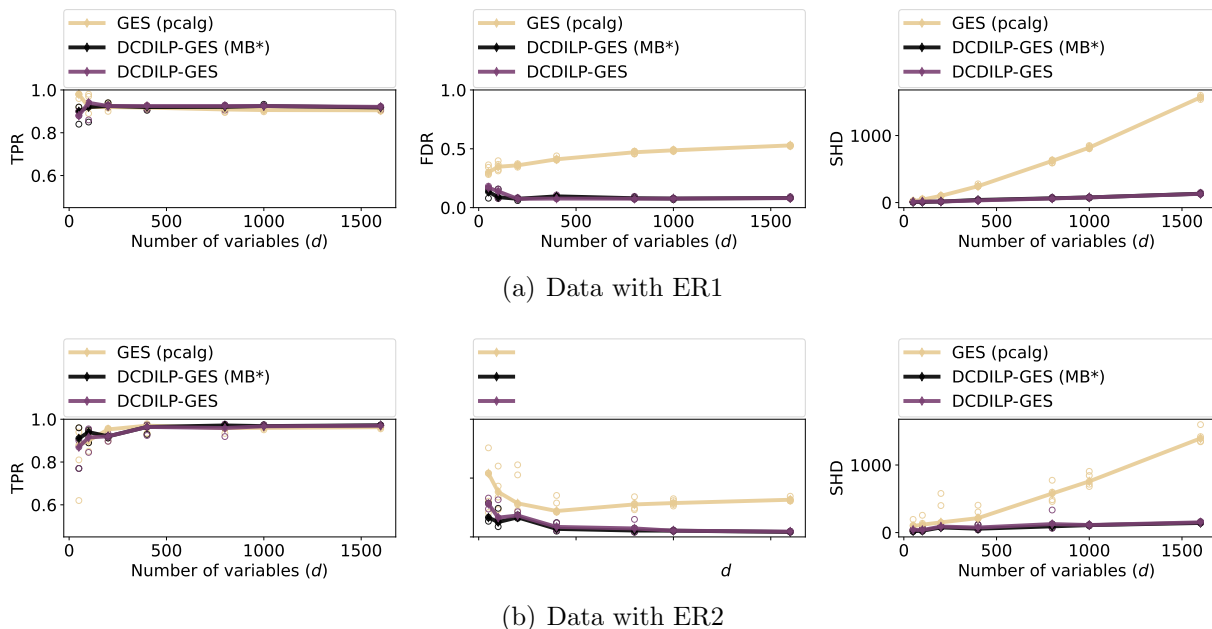 GES (pcalg)
DCDILP-GES (MB*)
DCDILP-GES
1.0
0.8
0.6
TPR
0
500
1000
1500
Number of variables (d)
GES (pcalg)
DCDILP-GES (MB*)
DCDILP-GES
1.0
0.5
0.0
FDR
0
500
1000
1500
Number of variables (d)
GES (pcalg)
DCDILP-GES (MB*)
DCDILP-GES
1000
0
SHD
0
500
1000
1500
Number of variables (d)
(a) Data with ER1
GES (pcalg)
DCDILP-GES (MB*)
DCDILP-GES
1.0
0.8
0.6
TPR
0
500
1000
1500
Number of variables (d)
d
GES (pcalg)
DCDILP-GES (MB*)
DCDILP-GES
1000
0
SHD
0
500
1000
1500
Number of variables (d)
(b) Data with ER2